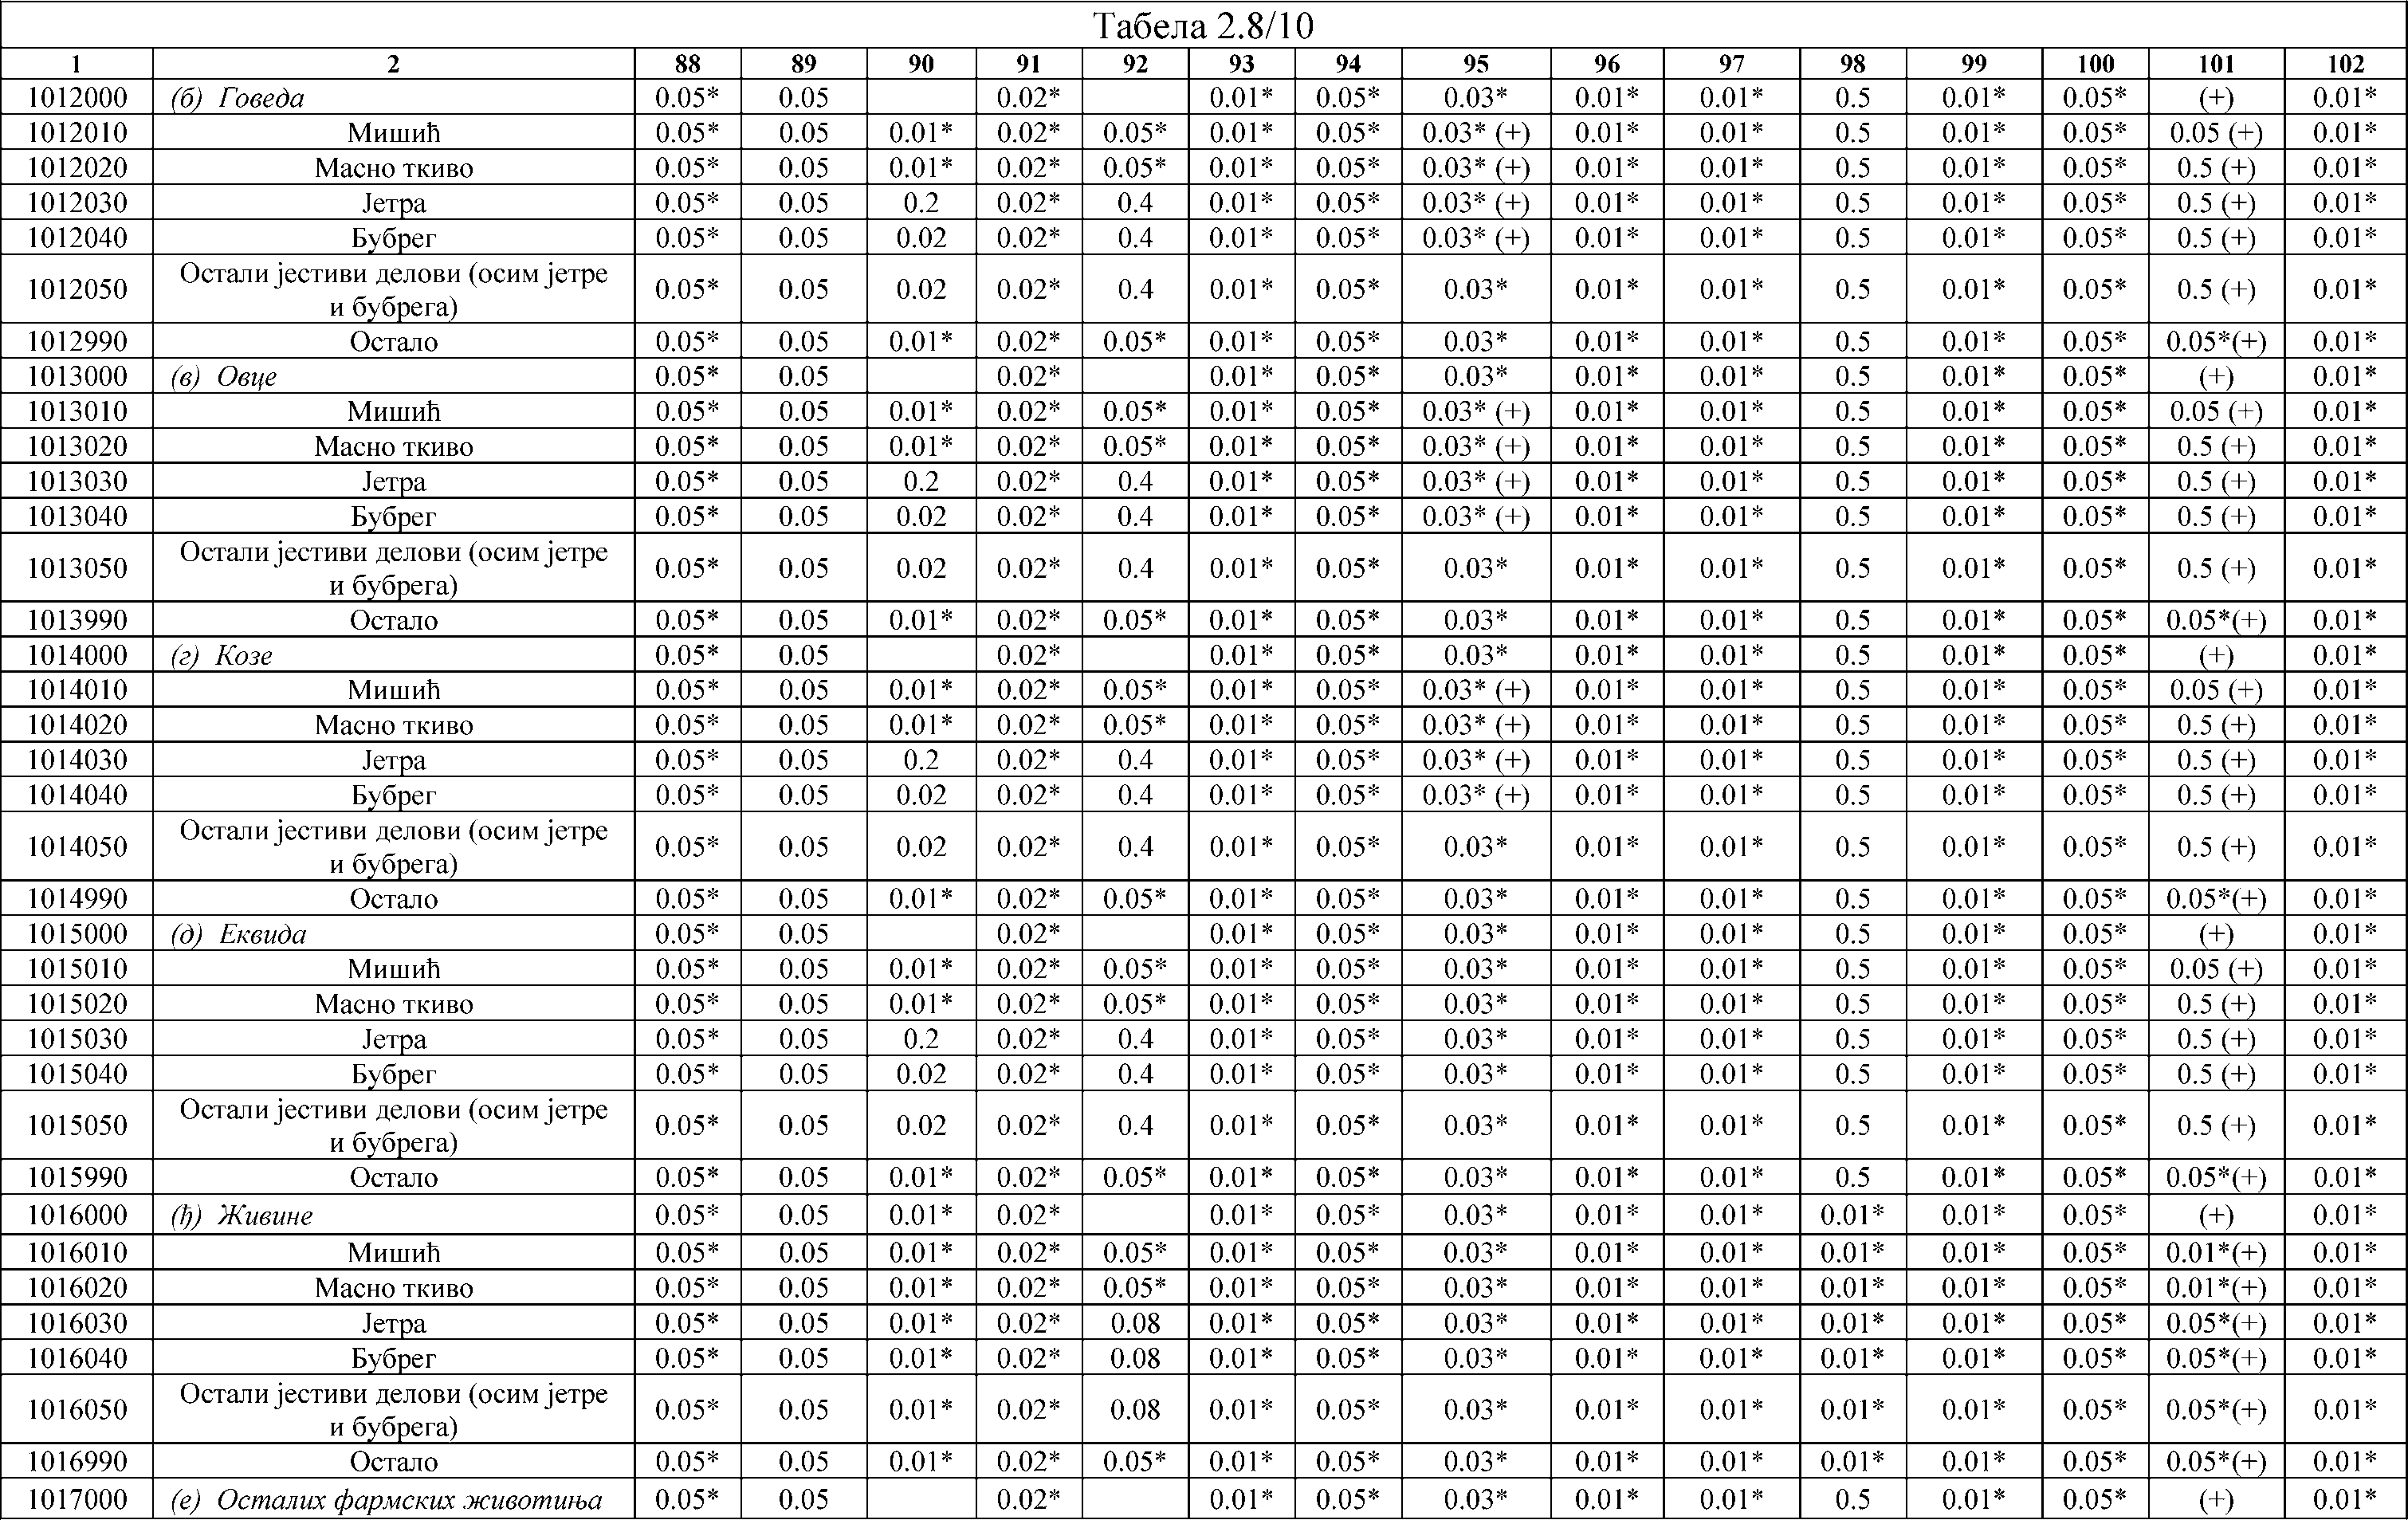 Табела 2.8/10
1 2 88 89 90 91 92 93 94 95 96 97 98 99 100 101 102
1012000 (б) Говеда 0.05* 0.05 0.02* 0.01* 0.05* 0.03* 0.01* 0.01* 0.5 0.01* 0.05* (+) 0.01*
1012010 Мишић 0.05* 0.05 0.01* 0.02* 0.05* 0.01* 0.05* 0.03* (+) 0.01* 0.01* 0.5 0.01* 0.05* 0.05 (+) 0.01*
1012020 Масно ткиво 0.05* 0.05 0.01* 0.02* 0.05* 0.01* 0.05* 0.03* (+) 0.01* 0.01* 0.5 0.01* 0.05* 0.5 (+) 0.01*
1012030 Јетра 0.05* 0.05 0.2 0.02* 0.4 0.01* 0.05* 0.03* (+) 0.01* 0.01* 0.5 0.01* 0.05* 0.5 (+) 0.01*
1012040 Бубрег 0.05* 0.05 0.02 0.02* 0.4 0.01* 0.05* 0.03* (+) 0.01* 0.01* 0.5 0.01* 0.05* 0.5 (+) 0.01*
1012050 Остали јестиви делови (осим јетре
и бубрега) 0.05* 0.05 0.02 0.02* 0.4 0.01* 0.05* 0.03* 0.01* 0.01* 0.5 0.01* 0.05* 0.5 (+) 0.01*
1012990 Остало 0.05* 0.05 0.01* 0.02* 0.05* 0.01* 0.05* 0.03* 0.01* 0.01* 0.5 0.01* 0.05* 0.05*(+) 0.01*
1013000 (в) Овце 0.05* 0.05 0.02* 0.01* 0.05* 0.03* 0.01* 0.01* 0.5 0.01* 0.05* (+) 0.01*
1013010 Мишић 0.05* 0.05 0.01* 0.02* 0.05* 0.01* 0.05* 0.03* (+) 0.01* 0.01* 0.5 0.01* 0.05* 0.05 (+) 0.01*
1013020 Масно ткиво 0.05* 0.05 0.01* 0.02* 0.05* 0.01* 0.05* 0.03* (+) 0.01* 0.01* 0.5 0.01* 0.05* 0.5 (+) 0.01*
1013030 Јетра 0.05* 0.05 0.2 0.02* 0.4 0.01* 0.05* 0.03* (+) 0.01* 0.01* 0.5 0.01* 0.05* 0.5 (+) 0.01*
1013040 Бубрег 0.05* 0.05 0.02 0.02* 0.4 0.01* 0.05* 0.03* (+) 0.01* 0.01* 0.5 0.01* 0.05* 0.5 (+) 0.01*
1013050 Остали јестиви делови (осим јетре
и бубрега) 0.05* 0.05 0.02 0.02* 0.4 0.01* 0.05* 0.03* 0.01* 0.01* 0.5 0.01* 0.05* 0.5 (+) 0.01*
1013990 Остало 0.05* 0.05 0.01* 0.02* 0.05* 0.01* 0.05* 0.03* 0.01* 0.01* 0.5 0.01* 0.05* 0.05*(+) 0.01*
1014000 (г) Козе 0.05* 0.05 0.02* 0.01* 0.05* 0.03* 0.01* 0.01* 0.5 0.01* 0.05* (+) 0.01*
1014010 Мишић 0.05* 0.05 0.01* 0.02* 0.05* 0.01* 0.05* 0.03* (+) 0.01* 0.01* 0.5 0.01* 0.05* 0.05 (+) 0.01*
1014020 Масно ткиво 0.05* 0.05 0.01* 0.02* 0.05* 0.01* 0.05* 0.03* (+) 0.01* 0.01* 0.5 0.01* 0.05* 0.5 (+) 0.01*
1014030 Јетра 0.05* 0.05 0.2 0.02* 0.4 0.01* 0.05* 0.03* (+) 0.01* 0.01* 0.5 0.01* 0.05* 0.5 (+) 0.01*
1014040 Бубрег 0.05* 0.05 0.02 0.02* 0.4 0.01* 0.05* 0.03* (+) 0.01* 0.01* 0.5 0.01* 0.05* 0.5 (+) 0.01*
1014050 Остали јестиви делови (осим јетре
и бубрега) 0.05* 0.05 0.02 0.02* 0.4 0.01* 0.05* 0.03* 0.01* 0.01* 0.5 0.01* 0.05* 0.5 (+) 0.01*
1014990 Остало 0.05* 0.05 0.01* 0.02* 0.05* 0.01* 0.05* 0.03* 0.01* 0.01* 0.5 0.01* 0.05* 0.05*(+) 0.01*
1015000 (д) Еквида 0.05* 0.05 0.02* 0.01* 0.05* 0.03* 0.01* 0.01* 0.5 0.01* 0.05* (+) 0.01*
1015010 Мишић 0.05* 0.05 0.01* 0.02* 0.05* 0.01* 0.05* 0.03* 0.01* 0.01* 0.5 0.01* 0.05* 0.05 (+) 0.01*
1015020 Масно ткиво 0.05* 0.05 0.01* 0.02* 0.05* 0.01* 0.05* 0.03* 0.01* 0.01* 0.5 0.01* 0.05* 0.5 (+) 0.01*
1015030 Јетра 0.05* 0.05 0.2 0.02* 0.4 0.01* 0.05* 0.03* 0.01* 0.01* 0.5 0.01* 0.05* 0.5 (+) 0.01*
1015040 Бубрег 0.05* 0.05 0.02 0.02* 0.4 0.01* 0.05* 0.03* 0.01* 0.01* 0.5 0.01* 0.05* 0.5 (+) 0.01*
1015050 Остали јестиви делови (осим јетре
и бубрега) 0.05* 0.05 0.02 0.02* 0.4 0.01* 0.05* 0.03* 0.01* 0.01* 0.5 0.01* 0.05* 0.5 (+) 0.01*
1015990 Остало 0.05* 0.05 0.01* 0.02* 0.05* 0.01* 0.05* 0.03* 0.01* 0.01* 0.5 0.01* 0.05* 0.05*(+) 0.01*
1016000 (ђ) Живине 0.05* 0.05 0.01* 0.02* 0.01* 0.05* 0.03* 0.01* 0.01* 0.01* 0.01* 0.05* (+) 0.01*
1016010 Мишић 0.05* 0.05 0.01* 0.02* 0.05* 0.01* 0.05* 0.03* 0.01* 0.01* 0.01* 0.01* 0.05* 0.01*(+) 0.01*
1016020 Масно ткиво 0.05* 0.05 0.01* 0.02* 0.05* 0.01* 0.05* 0.03* 0.01* 0.01* 0.01* 0.01* 0.05* 0.01*(+) 0.01*
1016030 Јетра 0.05* 0.05 0.01* 0.02* 0.08 0.01* 0.05* 0.03* 0.01* 0.01* 0.01* 0.01* 0.05* 0.05*(+) 0.01*
1016040 Бубрег 0.05* 0.05 0.01* 0.02* 0.08 0.01* 0.05* 0.03* 0.01* 0.01* 0.01* 0.01* 0.05* 0.05*(+) 0.01*
1016050 Остали јестиви делови (осим јетре
и бубрега) 0.05* 0.05 0.01* 0.02* 0.08 0.01* 0.05* 0.03* 0.01* 0.01* 0.01* 0.01* 0.05* 0.05*(+) 0.01*
1016990 Остало 0.05* 0.05 0.01* 0.02* 0.05* 0.01* 0.05* 0.03* 0.01* 0.01* 0.01* 0.01* 0.05* 0.05*(+) 0.01*
1017000 (е) Осталих фармских животиња 0.05* 0.05 0.02* 0.01* 0.05* 0.03* 0.01* 0.01* 0.5 0.01* 0.05* (+) 0.01*